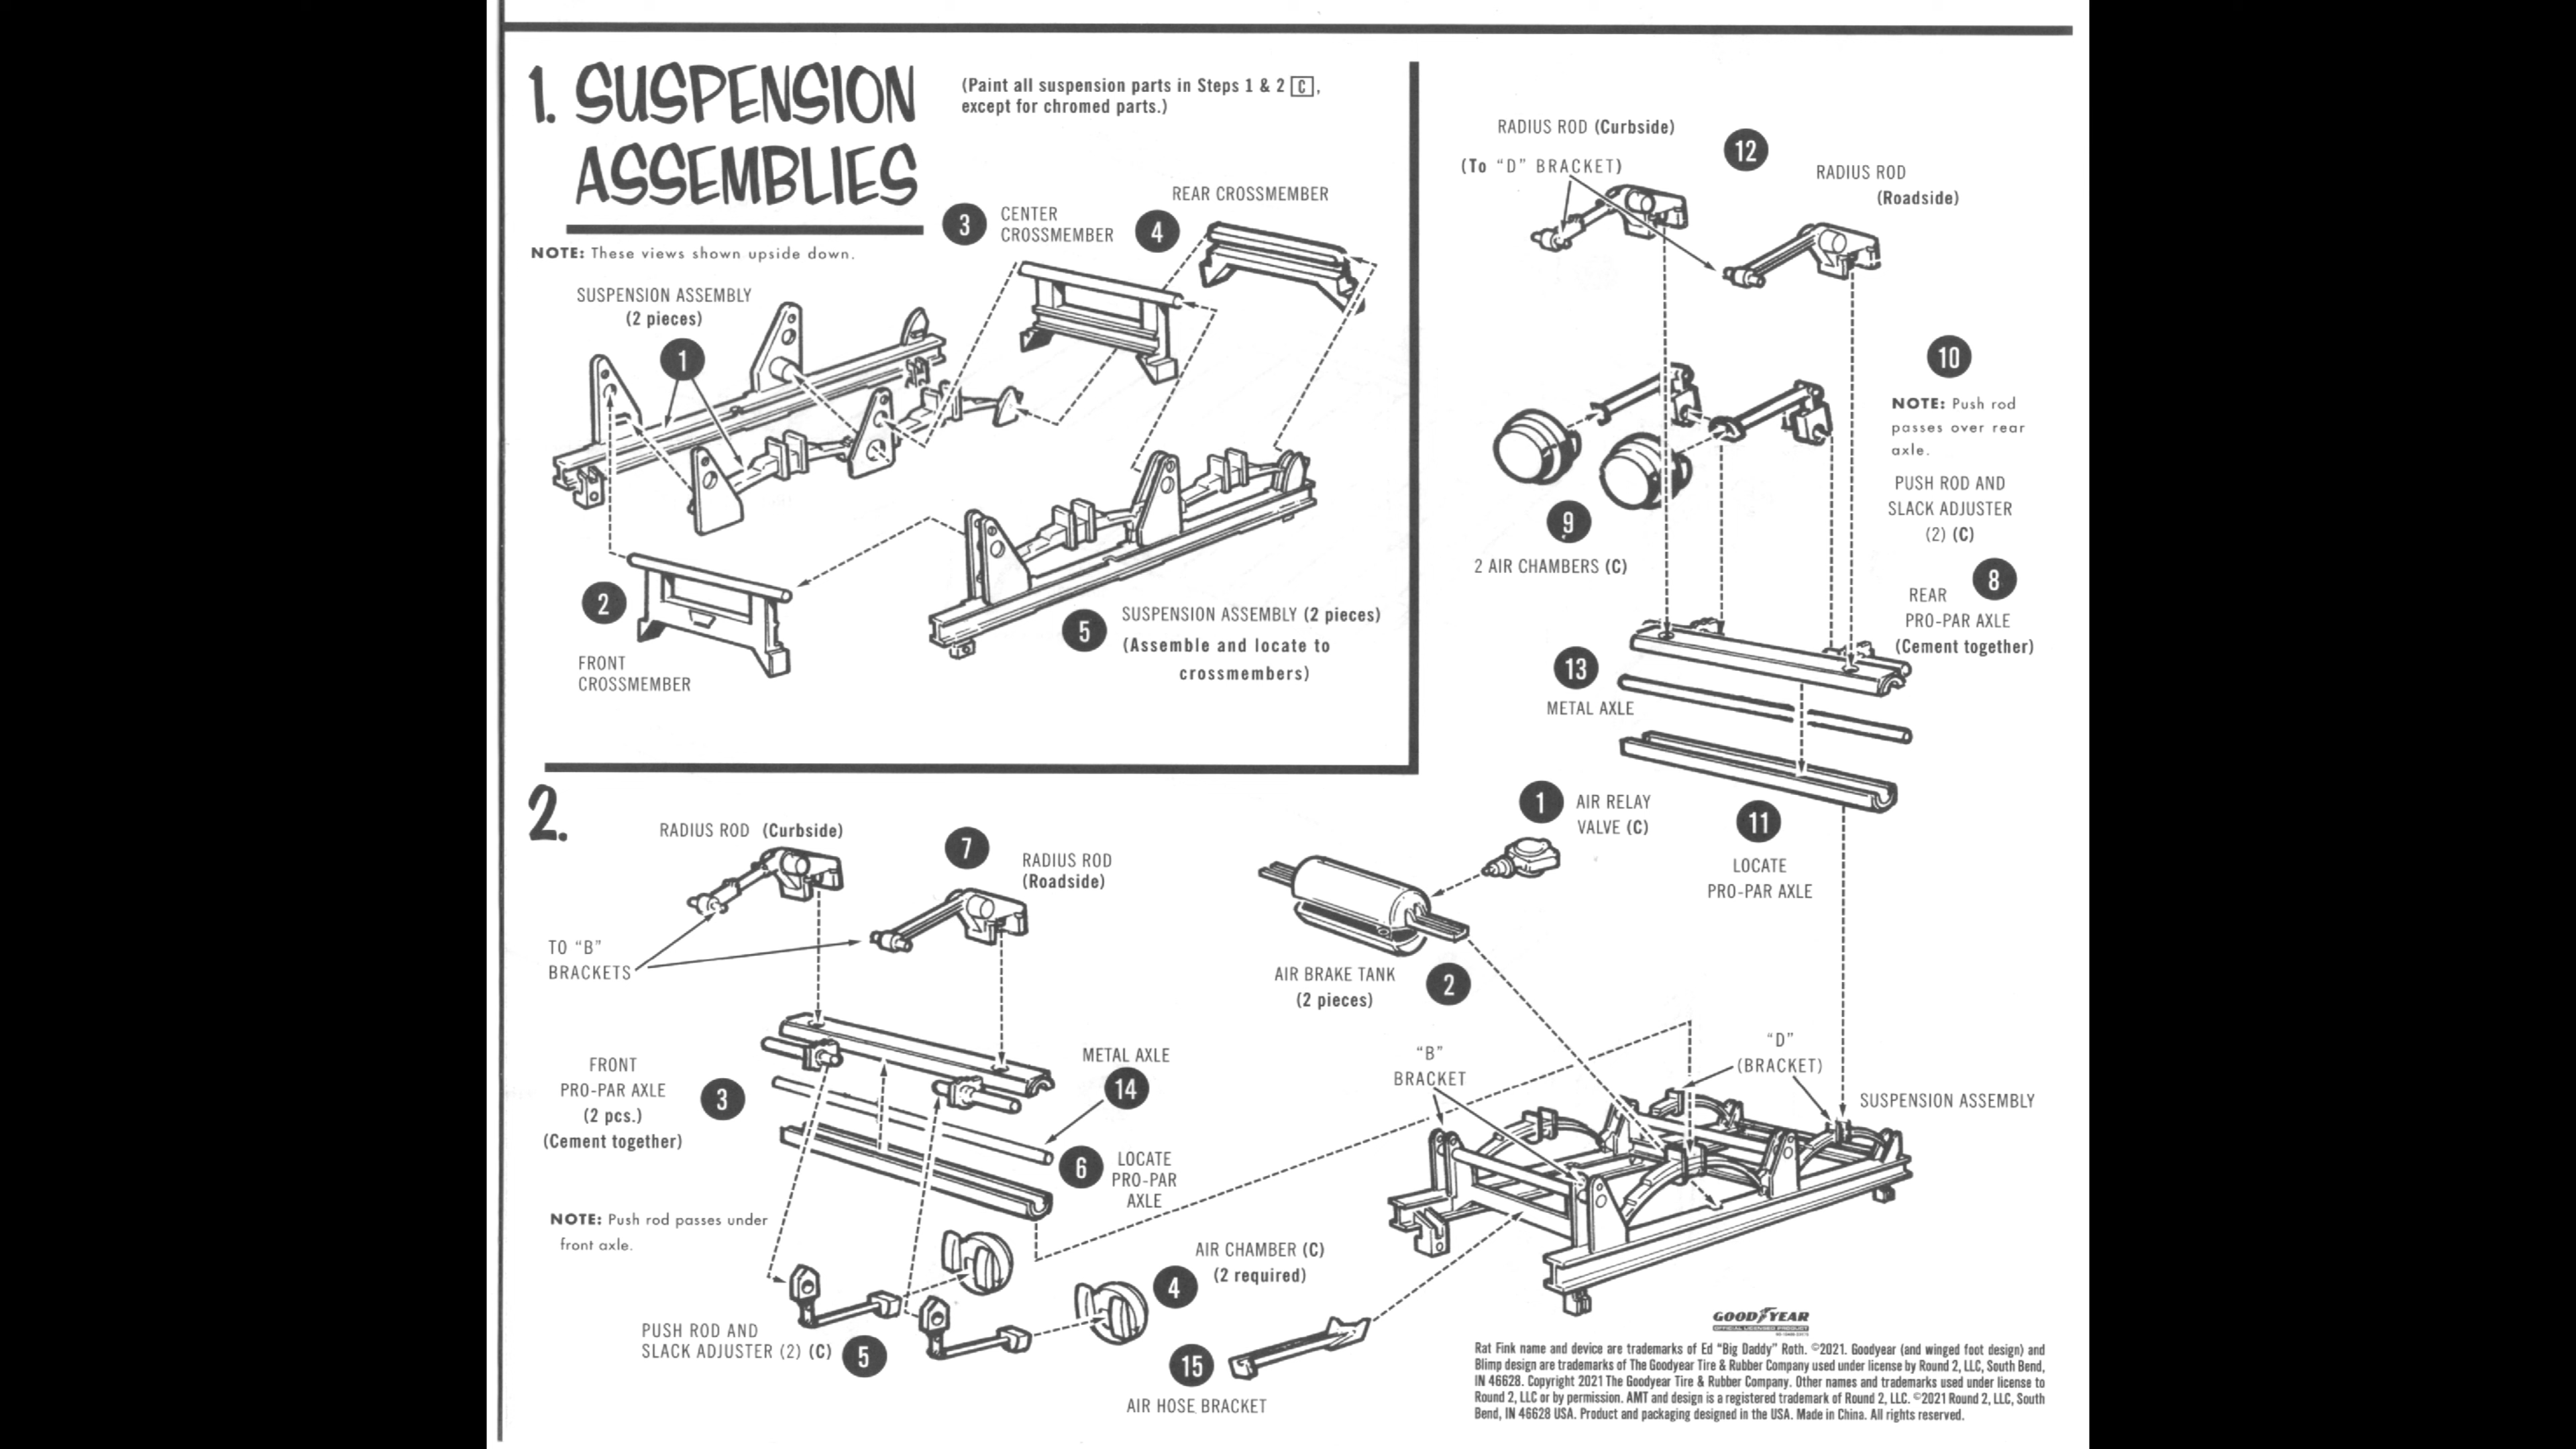 1. SUSPENSION
ASSEMBLIES
(Paint all suspension parts in Steps 1 & 2 C,
except for chromed parts.)
NOTE: These views shown upside down.
SUSPENSION ASSEMBLY
(2 pieces)
1
3
CENTER
CROSSMEMBER
4
REAR CROSSMEMBER
2
FRONT
CROSSMEMBER
5
SUSPENSION ASSEMBLY (2 pieces)
(Assemble and locate to
crossmembers)
RADIUS ROD (Curbside)
(To “D” BRACKET)
12
RADIUS ROD
(Roadside)
10
NOTE: Push rod
passes over rear
axle.
PUSH ROD AND
SLACK ADJUSTER
(2) (C)
9
2 AIR CHAMBERS (C)
8
REAR
PRO-PAR AXLE
(Cement together)
13
METAL AXLE
11
LOCATE
PRO-PAR AXLE
2.
RADIUS ROD (Curbside)
7
RADIUS ROD
(Roadside)
TO “B”
BRACKETS
1
AIR RELAY
VALVE (C)
AIR BRAKE TANK
(2 pieces)
2
FRONT
PRO-PAR AXLE
(2 pcs.)
(Cement together)
3
METAL AXLE
14
6
LOCATE
PRO-PAR
AXLE
“B”
BRACKET
“D”
(BRACKET)
SUSPENSION ASSEMBLY
NOTE: Push rod passes under
front axle.
AIR CHAMBER (C)
(2 required)
4
PUSH ROD AND
SLACK ADJUSTER (2) (C)
5
15
AIR HOSE BRACKET
GOODYEAR
OFFICIAL LICENSED PRODUCT
Rat Fink name and device are trademarks of Ed “Big Daddy” Roth. ©2021. Goodyear (and winged foot design) and
Blimp design are trademarks of The Goodyear Tire & Rubber Company used under license by Round 2, LLC, South Bend,
IN 46628. Copyright 2021 The Goodyear Tire & Rubber Company. Other names and trademarks used under license to
Round 2, LLC or by permission. AMT and design is a registered trademark of Round 2, LLC. ©2021 Round 2, LLC, South
Bend, IN 46628 USA. Product and packaging designed in the USA. Made in China. All rights reserved.